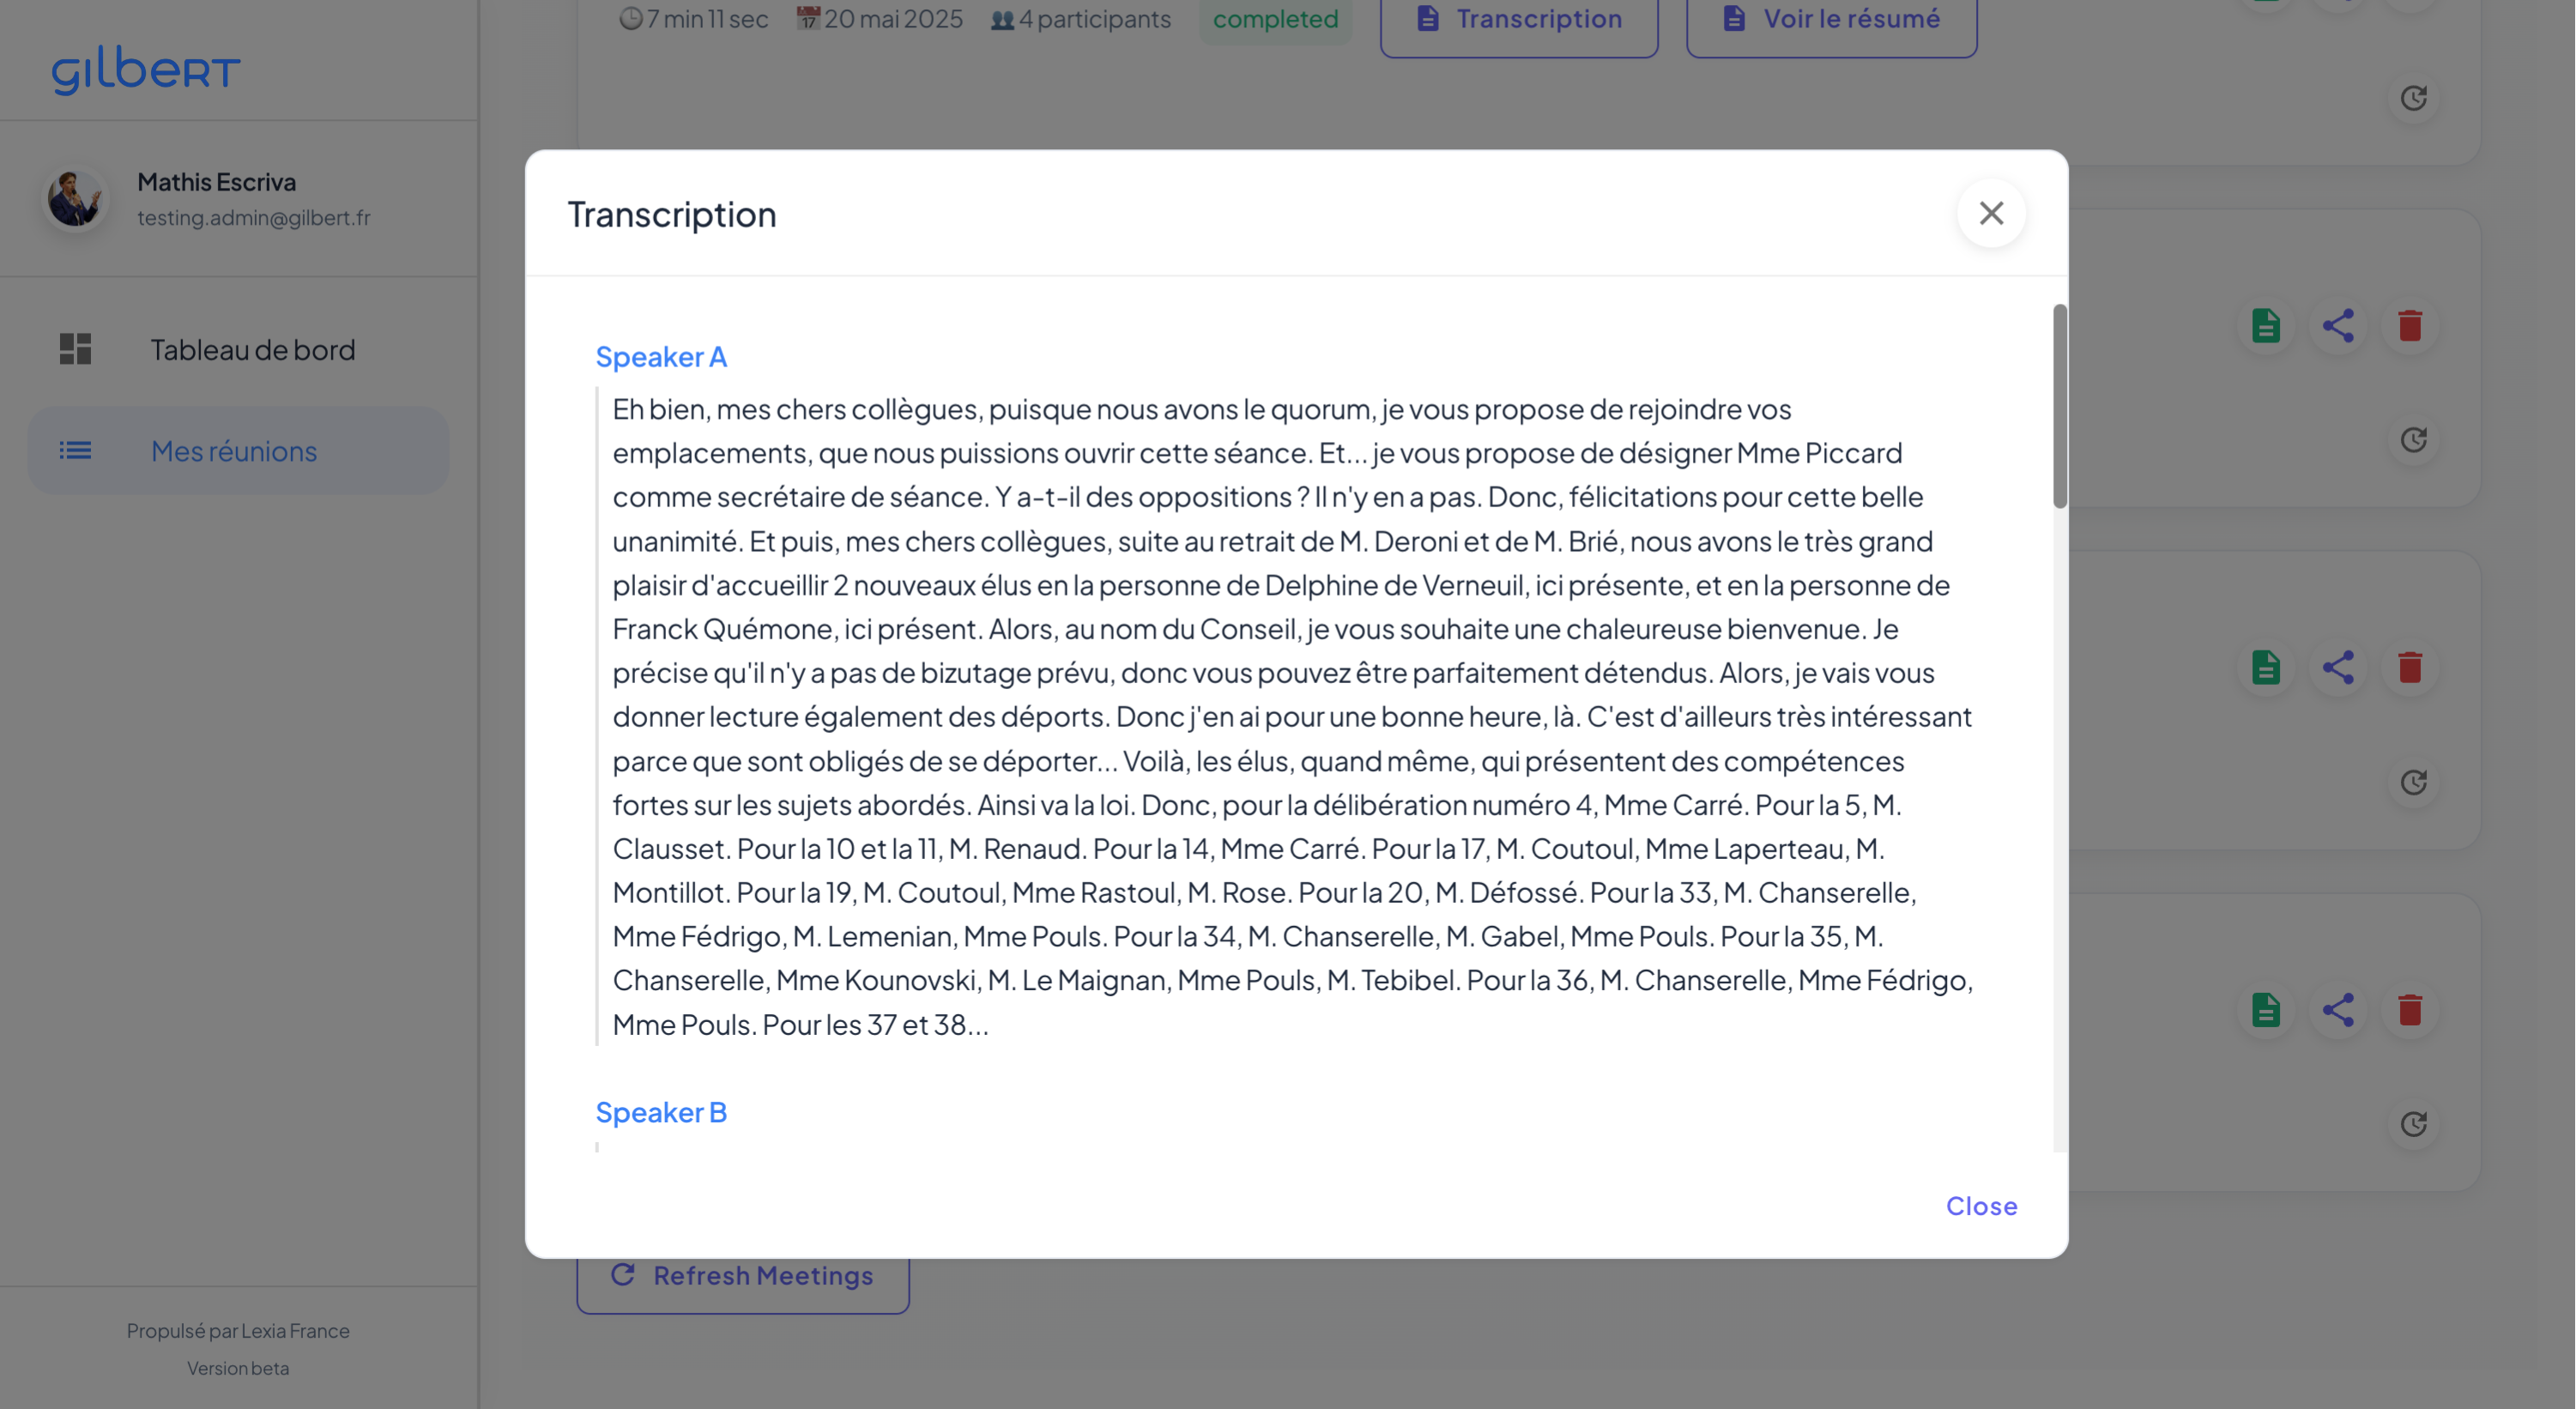 gilbert
Mathis Escriva
testing.admin@gilbert.fr
Tableau de bord
Mes réunions
Propulsé par Lexia France
Version beta
7 min 11 sec 20 mai 2025 4 participants completed Transcription Voir le résumé
Transcription
Speaker A
Eh bien, mes chers collègues, puisque nous avons le quorum, je vous propose de rejoindre vos
emplacements, que nous puissions ouvrir cette séance. Et... je vous propose de désigner Mme Piccard
comme secrétaire de séance. Y a-t-il des oppositions ? Il n'y en a pas. Donc, félicitations pour cette belle
unanimité. Et puis, mes chers collègues, suite au retrait de M. Deroni et de M. Brié, nous avons le très grand
plaisir d'accueillir 2 nouveaux élus en la personne de Delphine de Verneuil, ici présente, et en la personne de
Franck Quémone, ici présent. Alors, au nom du Conseil, je vous souhaite une chaleureuse bienvenue. Je
précise qu'il n'y a pas de bizutage prévu, donc vous pouvez être parfaitement détendus. Alors, je vais vous
donner lecture également des déports. Donc j'en ai pour une bonne heure, là. C'est d'ailleurs très intéressant
parce que sont obligés de se déporter... Voilà, les élus, quand même, qui présentent des compétences
fortes sur les sujets abordés. Ainsi va la loi. Donc, pour la délibération numéro 4, Mme Carré. Pour la 5, M.
Clausset. Pour la 10 et la 11, M. Renaud. Pour la 14, Mme Carré. Pour la 17, M. Coutoul, Mme Laperteau, M.
Montillot. Pour la 19, M. Coutoul, Mme Rastoul, M. Rose. Pour la 20, M. Défossé. Pour la 33, M. Chanserelle,
Mme Fédrigo, M. Lemenian, Mme Pouls. Pour la 34, M. Chanserelle, M. Gabel, Mme Pouls. Pour la 35, M.
Chanserelle, Mme Kounovski, M. Le Maignan, Mme Pouls, M. Tebibel. Pour la 36, M. Chanserelle, Mme Fédrigo,
Mme Pouls. Pour les 37 et 38...
Speaker B
Close
Refresh Meetings